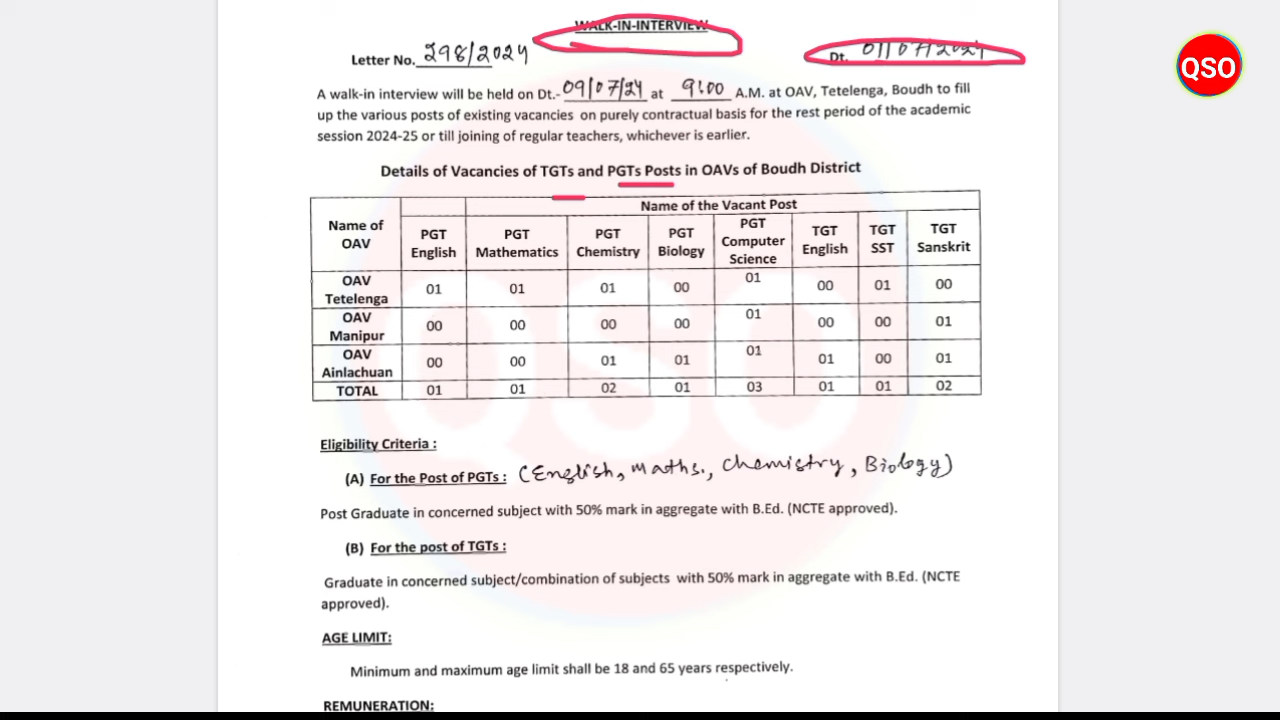 WALK-IN-INTERVIEW
QSO
Letter No. 298/2024
Dt. 01/07/2024
A walk-in interview will be held on Dt.- 09/07/24 at 9:00 A.M. at OAV, Tetelenga, Boudh to fill
up the various posts of existing vacancies on purely contractual basis for the rest period of the academic
session 2024-25 or till joining of regular teachers, whichever is earlier.
Details of Vacancies of TGTs and PGTs Posts in OAVs of Boudh District
Name of OAV | Name of the Vacant Post
PGT English | PGT Mathematics | PGT Chemistry | PGT Biology | PGT Computer Science | TGT English | TGT SST | TGT Sanskrit
OAV Tetelenga | 01 | 01 | 01 | 00 | 01 | 00 | 01 | 00
OAV Manipur | 00 | 00 | 00 | 00 | 01 | 00 | 00 | 01
OAV Ainlachuan | 00 | 00 | 01 | 01 | 01 | 01 | 00 | 01
TOTAL | 01 | 01 | 02 | 01 | 03 | 01 | 01 | 02
QSO
Eligibility Criteria :
(A) For the Post of PGTs : (English, Maths., Chemistry, Biology)
Post Graduate in concerned subject with 50% mark in aggregate with B.Ed. (NCTE approved).
(B) For the post of TGTs :
Graduate in concerned subject/combination of subjects with 50% mark in aggregate with B.Ed. (NCTE
approved).
AGE LIMIT:
Minimum and maximum age limit shall be 18 and 65 years respectively.
REMUNERATION: